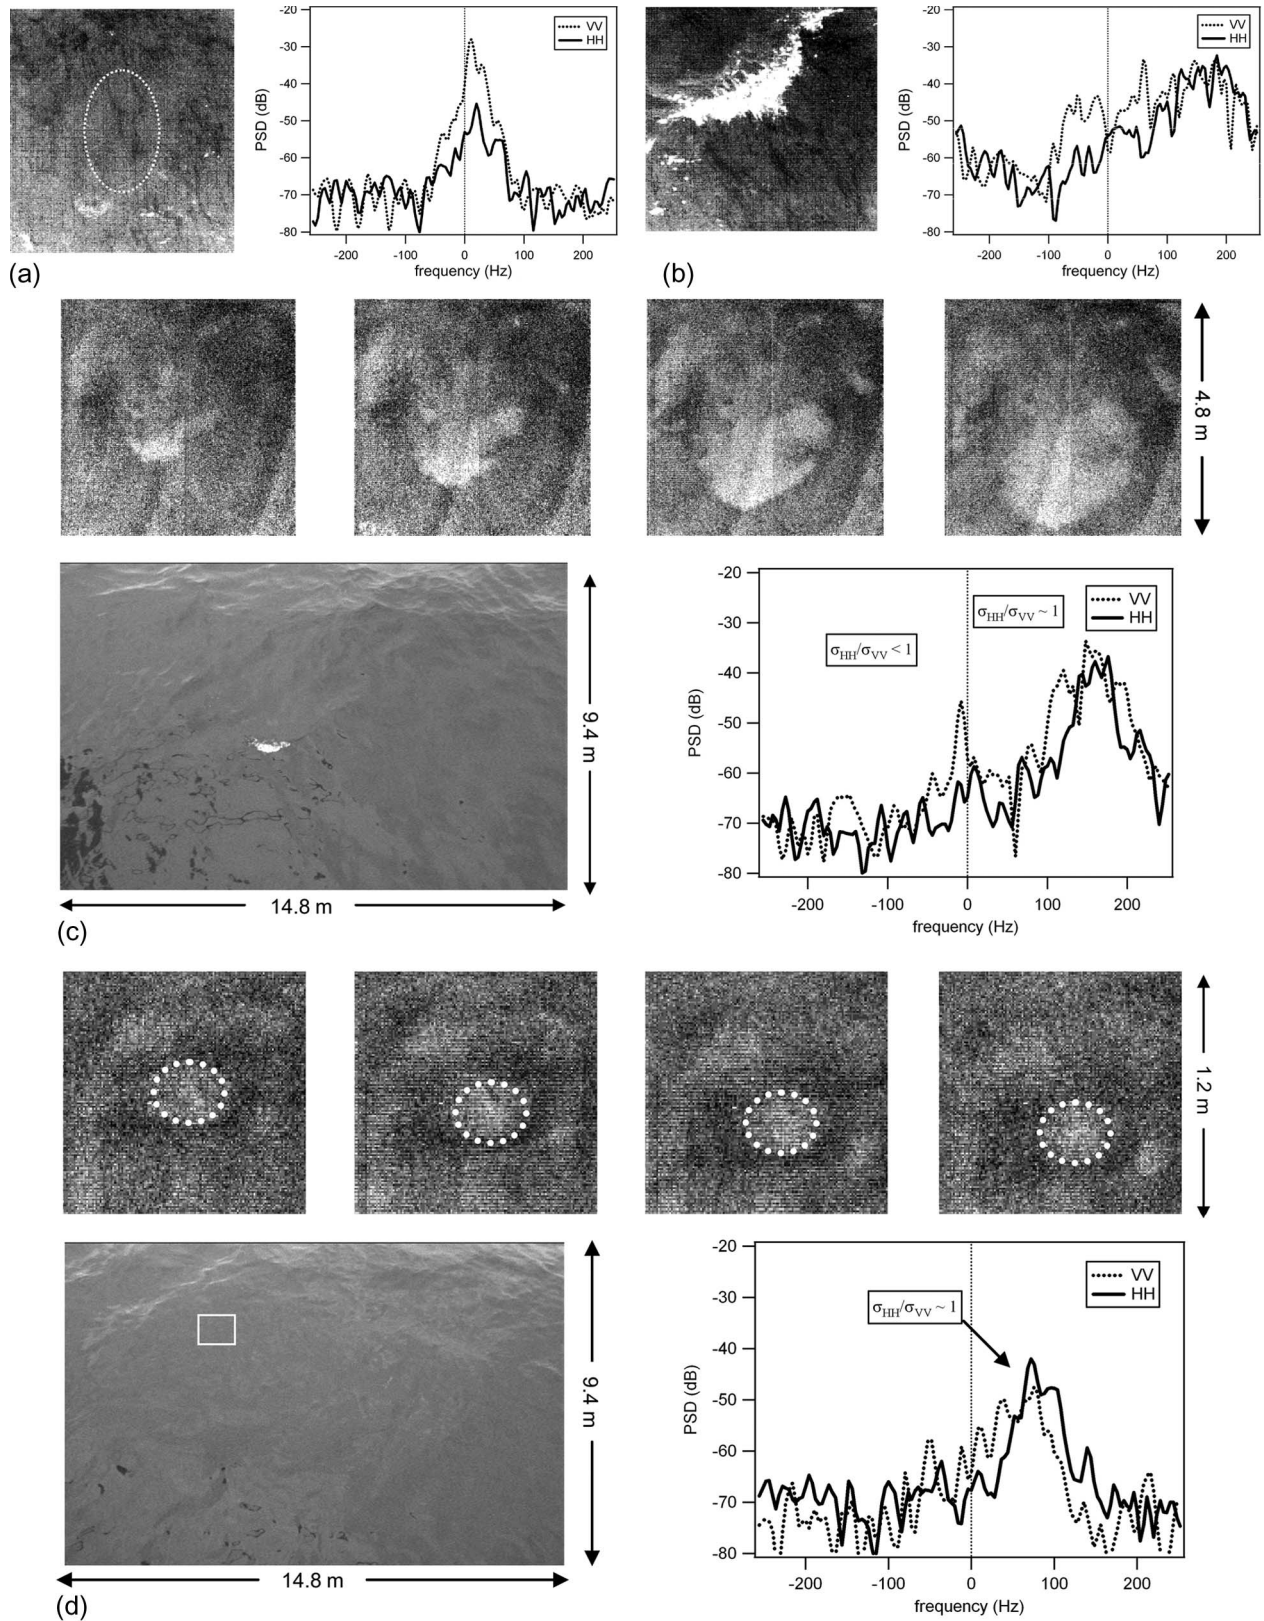 -20
-30
-40
-50
-60
-70
-80
PSD (dB)
VV
HH
-200 -100 0 100 200
frequency (Hz)
(a)
-20
-30
-40
-50
-60
-70
-80
PSD (dB)
VV
HH
-200 -100 0 100 200
frequency (Hz)
(b)
4.8 m
9.4 m
14.8 m
(c)
-20
-30
-40
-50
-60
-70
-80
PSD (dB)
σHH/σVV < 1
σHH/σVV ~ 1
VV
HH
-200 -100 0 100 200
frequency (Hz)
1.2 m
9.4 m
14.8 m
(d)
-20
-30
-40
-50
-60
-70
-80
PSD (dB)
σHH/σVV ~ 1
VV
HH
-200 -100 0 100 200
frequency (Hz)